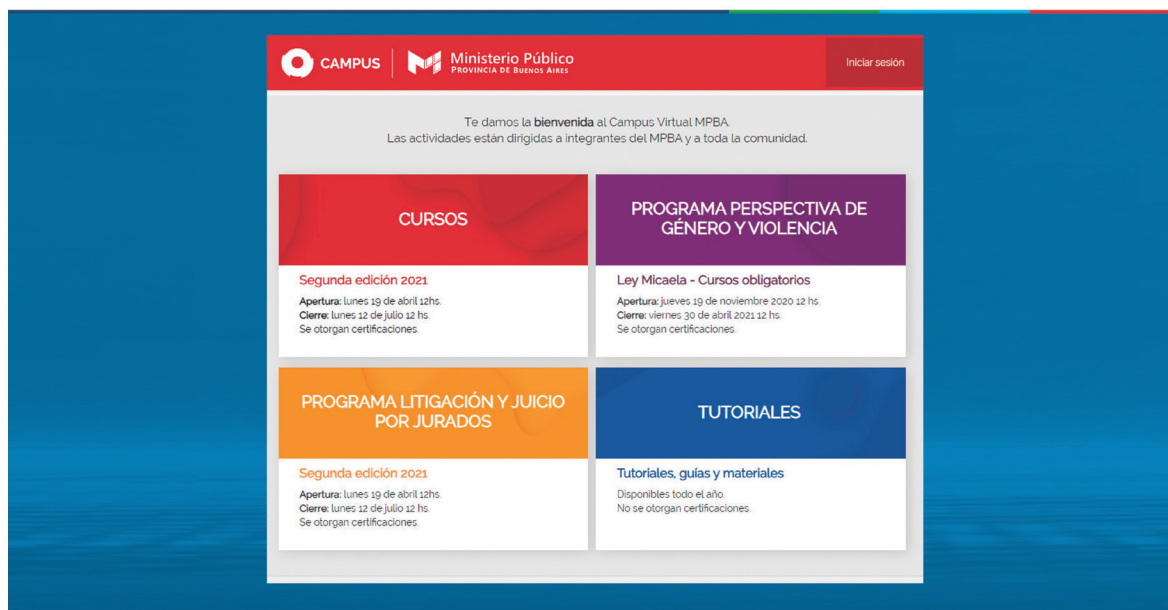 CAMPUS
Ministerio Público
PROVINCIA DE BUENOS AIRES
Iniciar sesión
Te damos la bienvenida al Campus Virtual MPBA.
Las actividades están dirigidas a integrantes del MPBA y a toda la comunidad.
CURSOS
Segunda edición 2021
Apertura: lunes 19 de abril 12hs.
Cierre: lunes 12 de julio 12 hs.
Se otorgan certificaciones.
PROGRAMA PERSPECTIVA DE
GÉNERO Y VIOLENCIA
Ley Micaela - Cursos obligatorios
Apertura: jueves 19 de noviembre 2020 12 hs.
Cierre: viernes 30 de abril 2021 12 hs.
Se otorgan certificaciones.
PROGRAMA LITIGACIÓN Y JUICIO
POR JURADOS
Segunda edición 2021
Apertura: lunes 19 de abril 12hs.
Cierre: lunes 12 de julio 12 hs.
Se otorgan certificaciones.
TUTORIALES
Tutoriales, guías y materiales
Disponibles todo el año.
No se otorgan certificaciones.